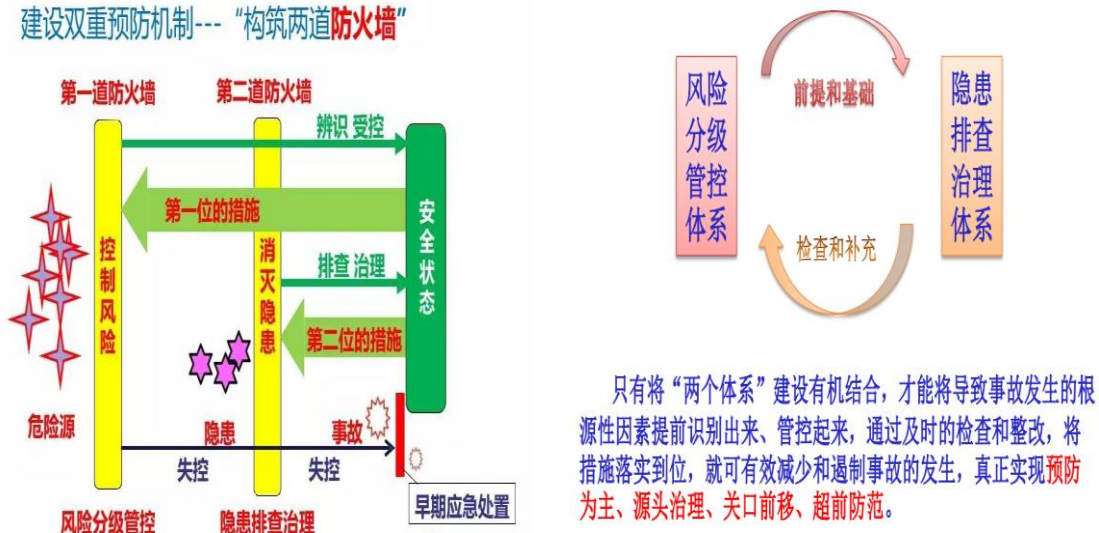 建设双重预防机制---“构筑两道防火墙”
第一道防火墙
第二道防火墙
辨识 受控
第一位的措施
控制风险
消灭隐患
安全状态
排查 治理
第二位的措施
危险源
隐患
事故
失控
失控
早期应急处置
风险分级管控
隐患排查治理
风险
分级
管控
体系
前提和基础
隐患
排查
治理
体系
检查和补充
只有将“两个体系”建设有机结合，才能将导致事故发生的根
源性因素提前识别出来、管控起来，通过及时的检查和整改，将
措施落实到位，就可有效减少和遏制事故的发生，真正实现预防
为主、源头治理、关口前移、超前防范。